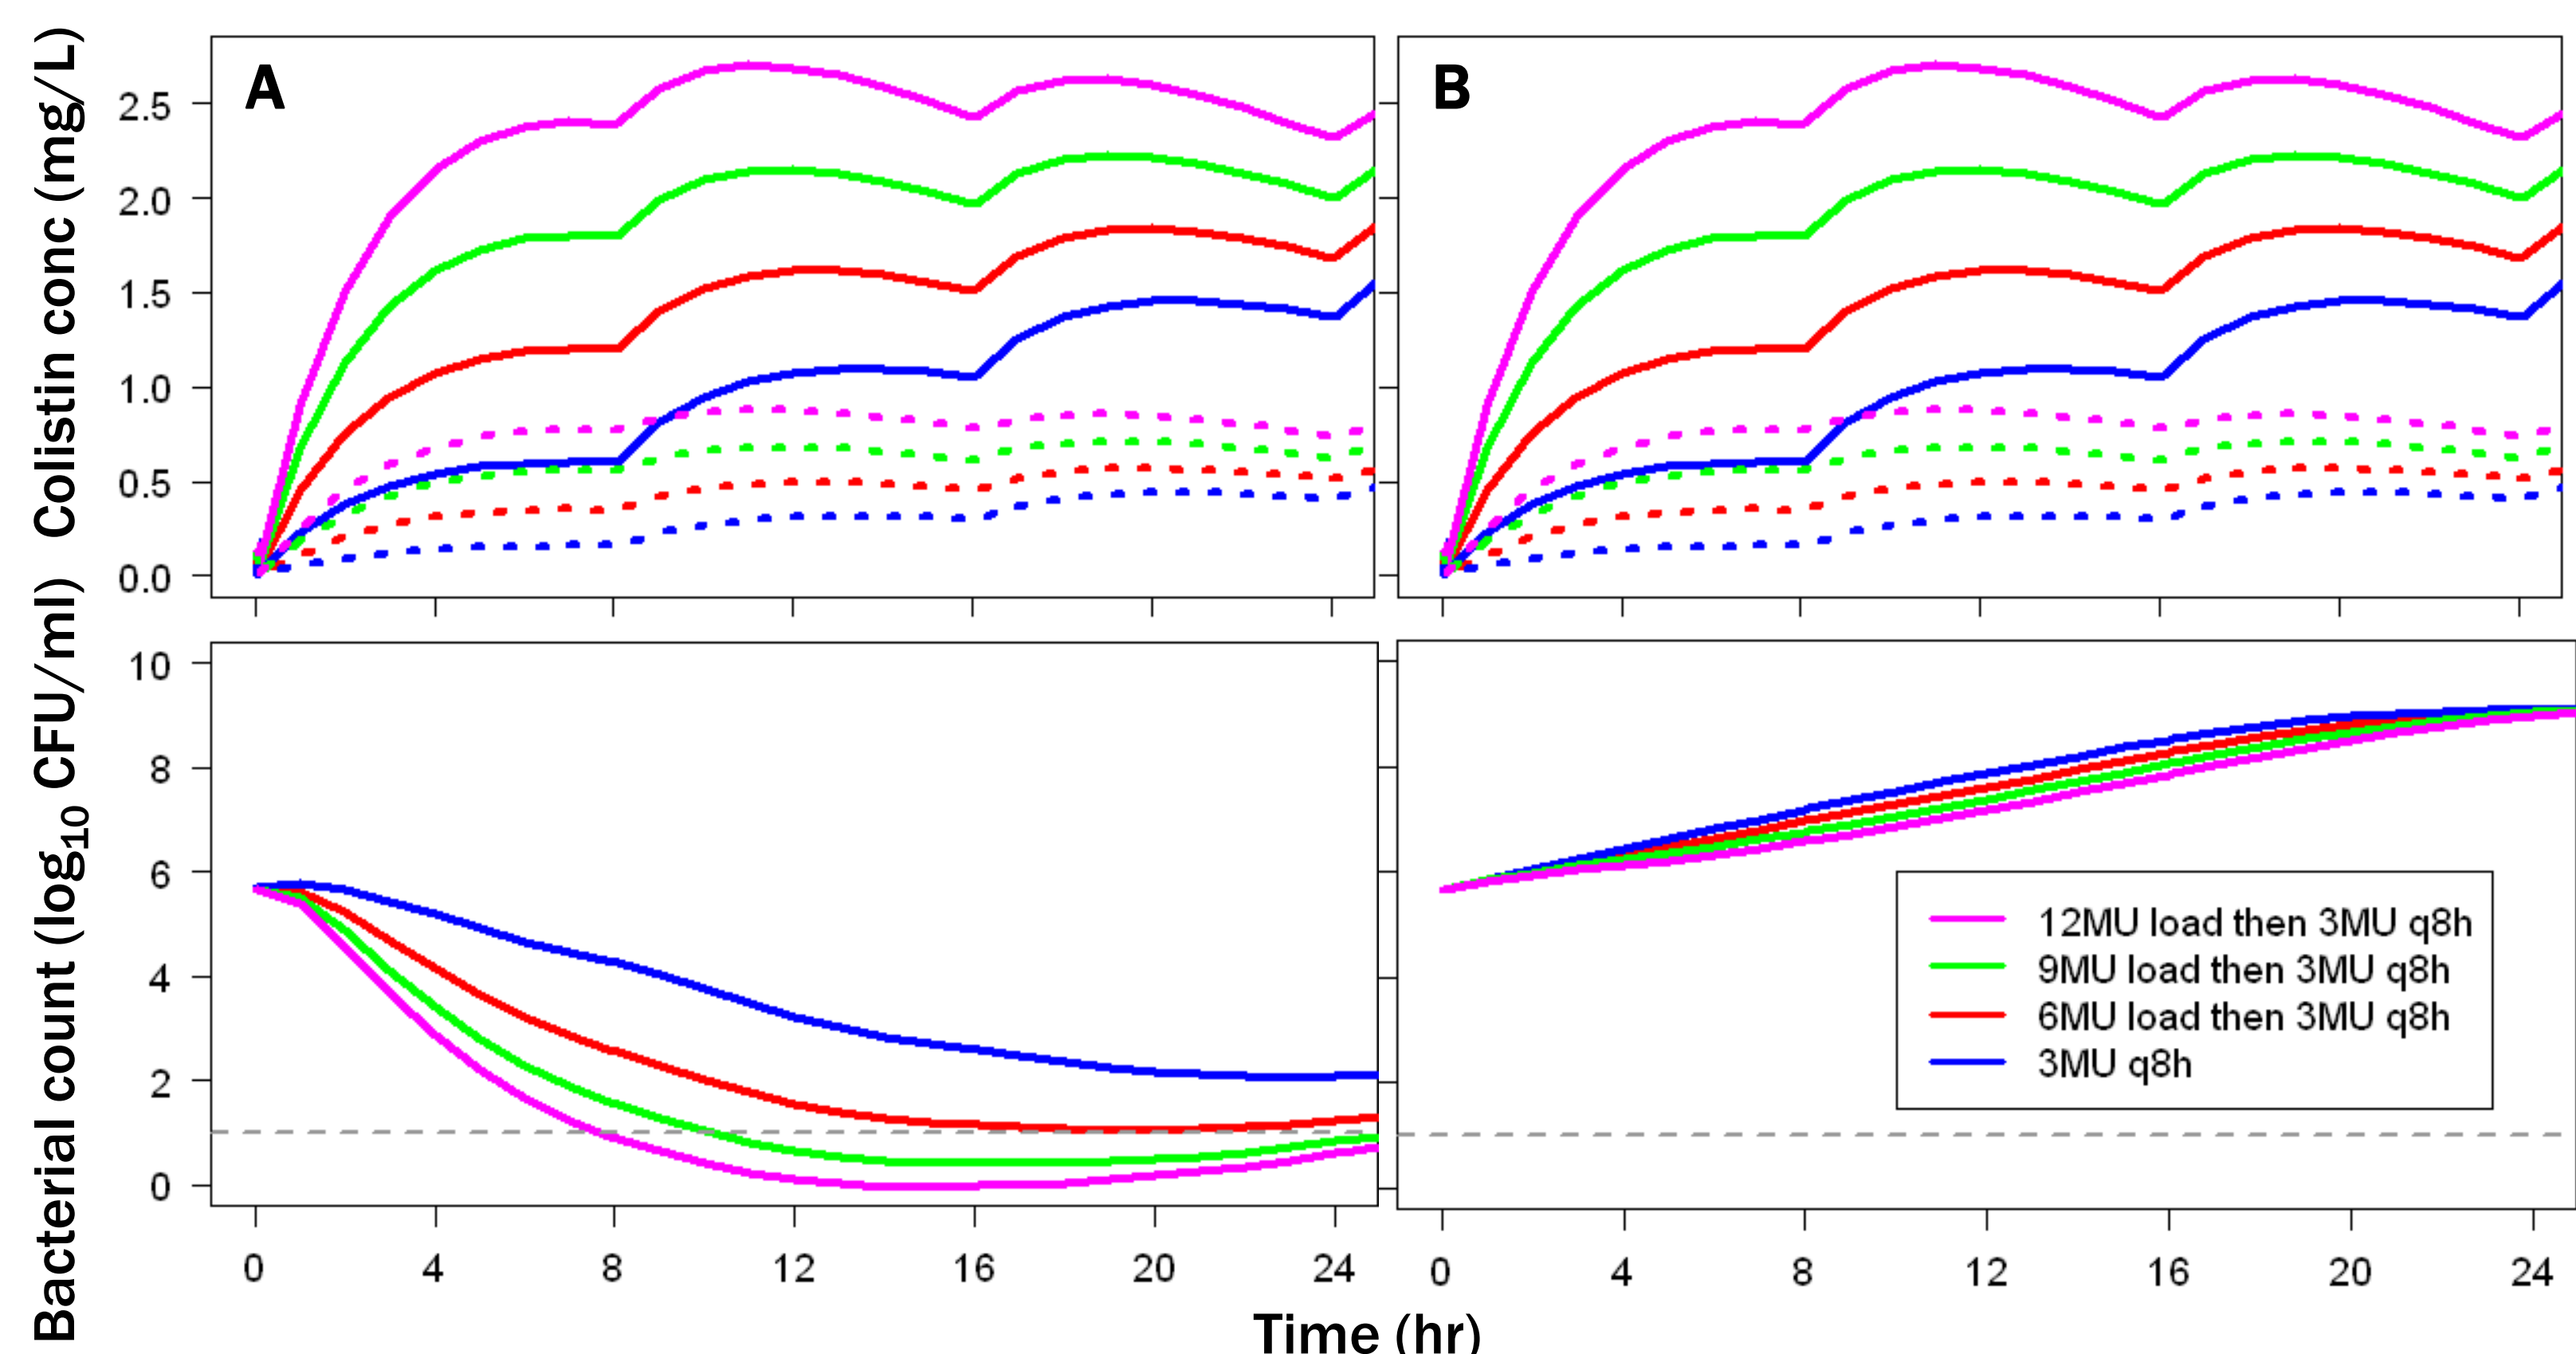 A
B
Colistin conc (mg/L)
2.5
2.0
1.5
1.0
0.5
0.0
Bacterial count (log10 CFU/ml)
10
8
6
4
2
0
12MU load then 3MU q8h
9MU load then 3MU q8h
6MU load then 3MU q8h
3MU q8h
0 4 8 12 16 20 24
0 4 8 12 16 20 24
Time (hr)